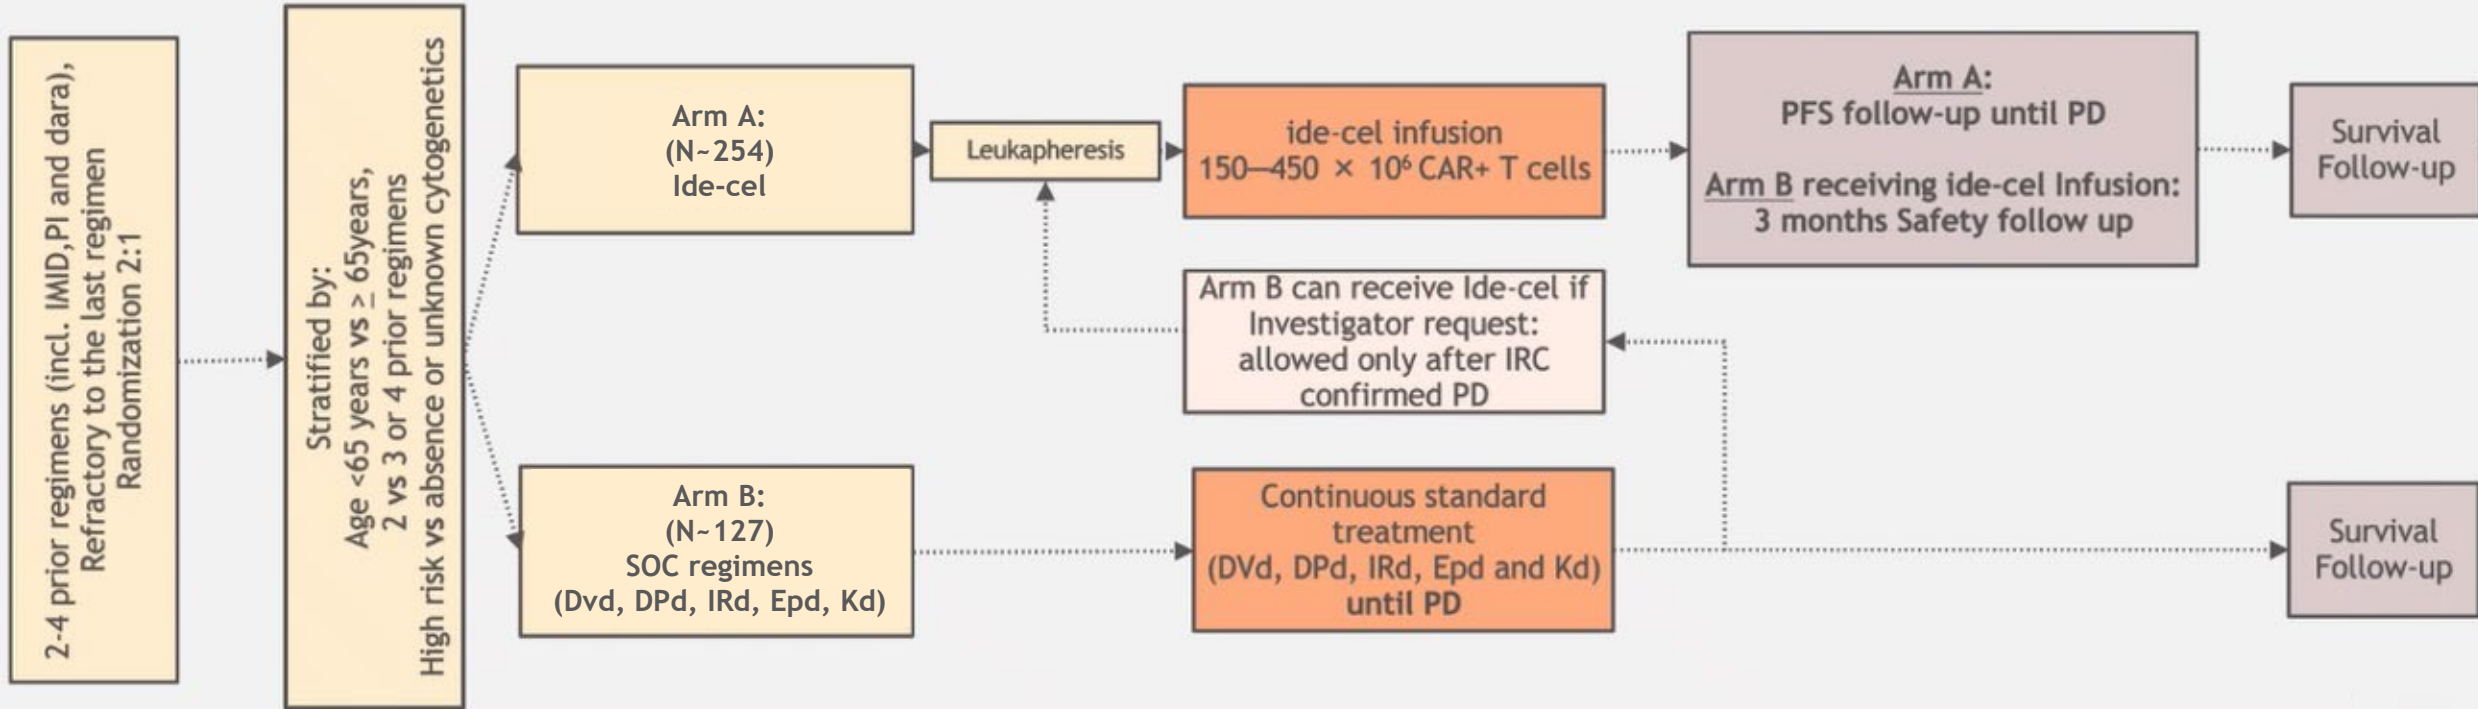 2-4 prior regimens (incl. IMID,PI and dara),
Refractory to the last regimen
Randomization 2:1
Stratified by:
Age <65 years vs ≥ 65years,
2 vs 3 or 4 prior regimens
High risk vs absence or unknown cytogenetics
Arm A:
(N~254)
Ide-cel
Leukapheresis
ide-cel infusion
150—450 × 10⁶ CAR+ T cells
Arm A:
PFS follow-up until PD
Arm B receiving ide-cel Infusion:
3 months Safety follow up
Survival
Follow-up
Arm B can receive Ide-cel if
Investigator request:
allowed only after IRC
confirmed PD
Arm B:
(N~127)
SOC regimens
(Dvd, DPd, IRd, Epd, Kd)
Continuous standard
treatment
(DVd, DPd, IRd, Epd and Kd)
until PD
Survival
Follow-up